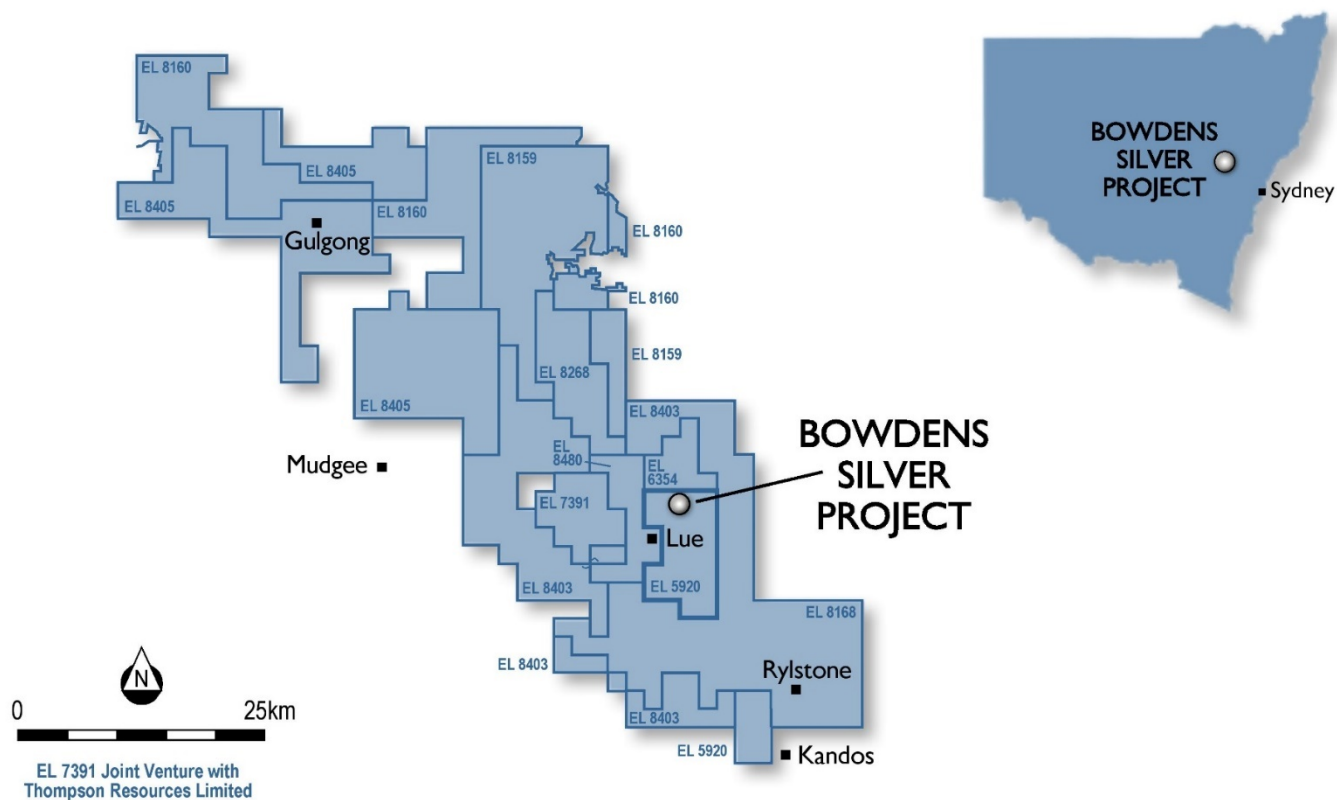 EL 8160
EL 8405
EL 8405
EL 8160
Gulgong
EL 8159
EL 8160
EL 8160
EL 8159
EL 8268
EL 8405
EL 8403
Mudgee
EL
8480
EL
6354
EL 7391
Lue
EL 5920
EL 8403
EL 8168
EL 8403
Rylstone
EL 8403
EL 5920
Kandos
BOWDENS
SILVER
PROJECT
BOWDENS
SILVER
PROJECT
Sydney
N
0 25km
EL 7391 Joint Venture with
Thompson Resources Limited